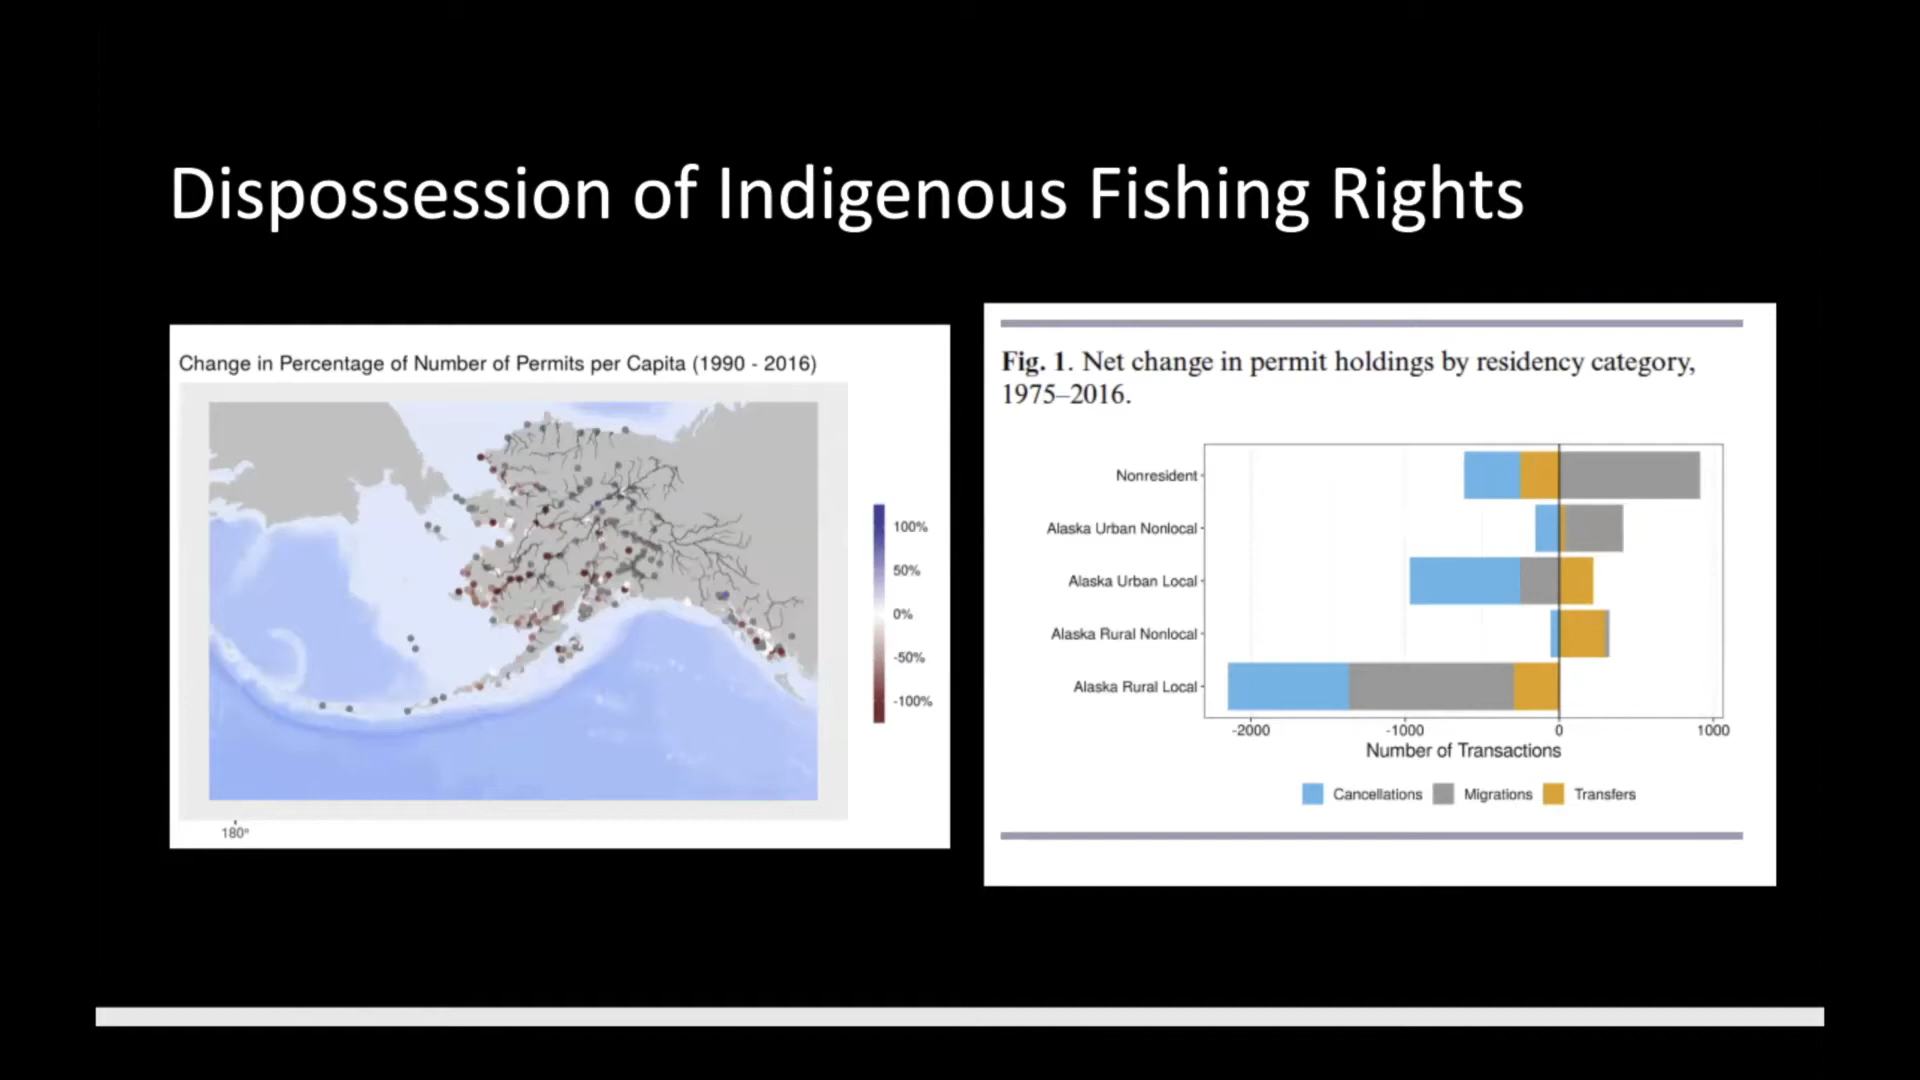 Dispossession of Indigenous Fishing Rights
Change in Percentage of Number of Permits per Capita (1990 - 2016)
100%
50%
0%
-50%
-100%
180°
Fig. 1. Net change in permit holdings by residency category,
1975–2016.
Nonresident
Alaska Urban Nonlocal
Alaska Urban Local
Alaska Rural Nonlocal
Alaska Rural Local
-2000 -1000 0 1000
Number of Transactions
Cancellations Migrations Transfers